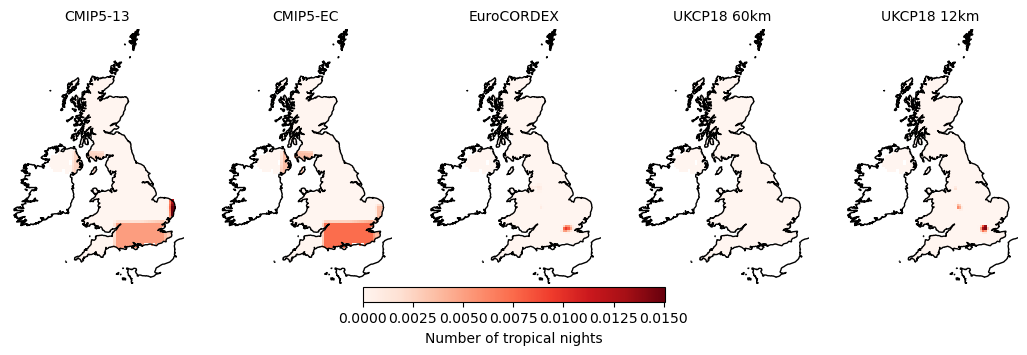 CMIP5-13 CMIP5-EC EuroCORDEX UKCP18 60km UKCP18 12km
0.0000 0.0025 0.0050 0.0075 0.0100 0.0125 0.0150
Number of tropical nights